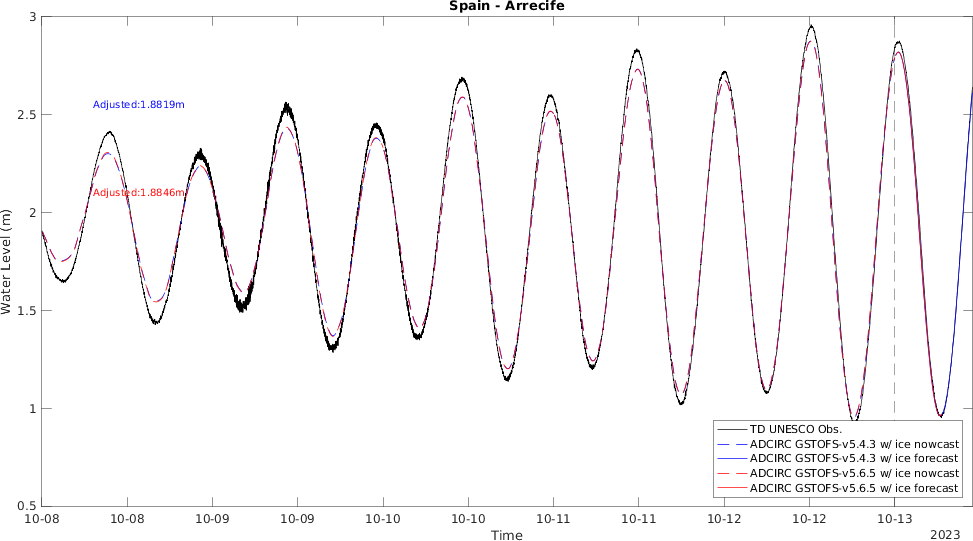 Spain - Arrecife
Water Level (m)
3
2.5
2
1.5
1
0.5
Adjusted:1.8819m
Adjusted:1.8846m
TD UNESCO Obs.
ADCIRC GSTOFS-v5.4.3 w/ ice nowcast
ADCIRC GSTOFS-v5.4.3 w/ ice forecast
ADCIRC GSTOFS-v5.6.5 w/ ice nowcast
ADCIRC GSTOFS-v5.6.5 w/ ice forecast
10-08 10-08 10-09 10-09 10-10 10-10 10-11 10-11 10-12 10-12 10-13
Time
2023